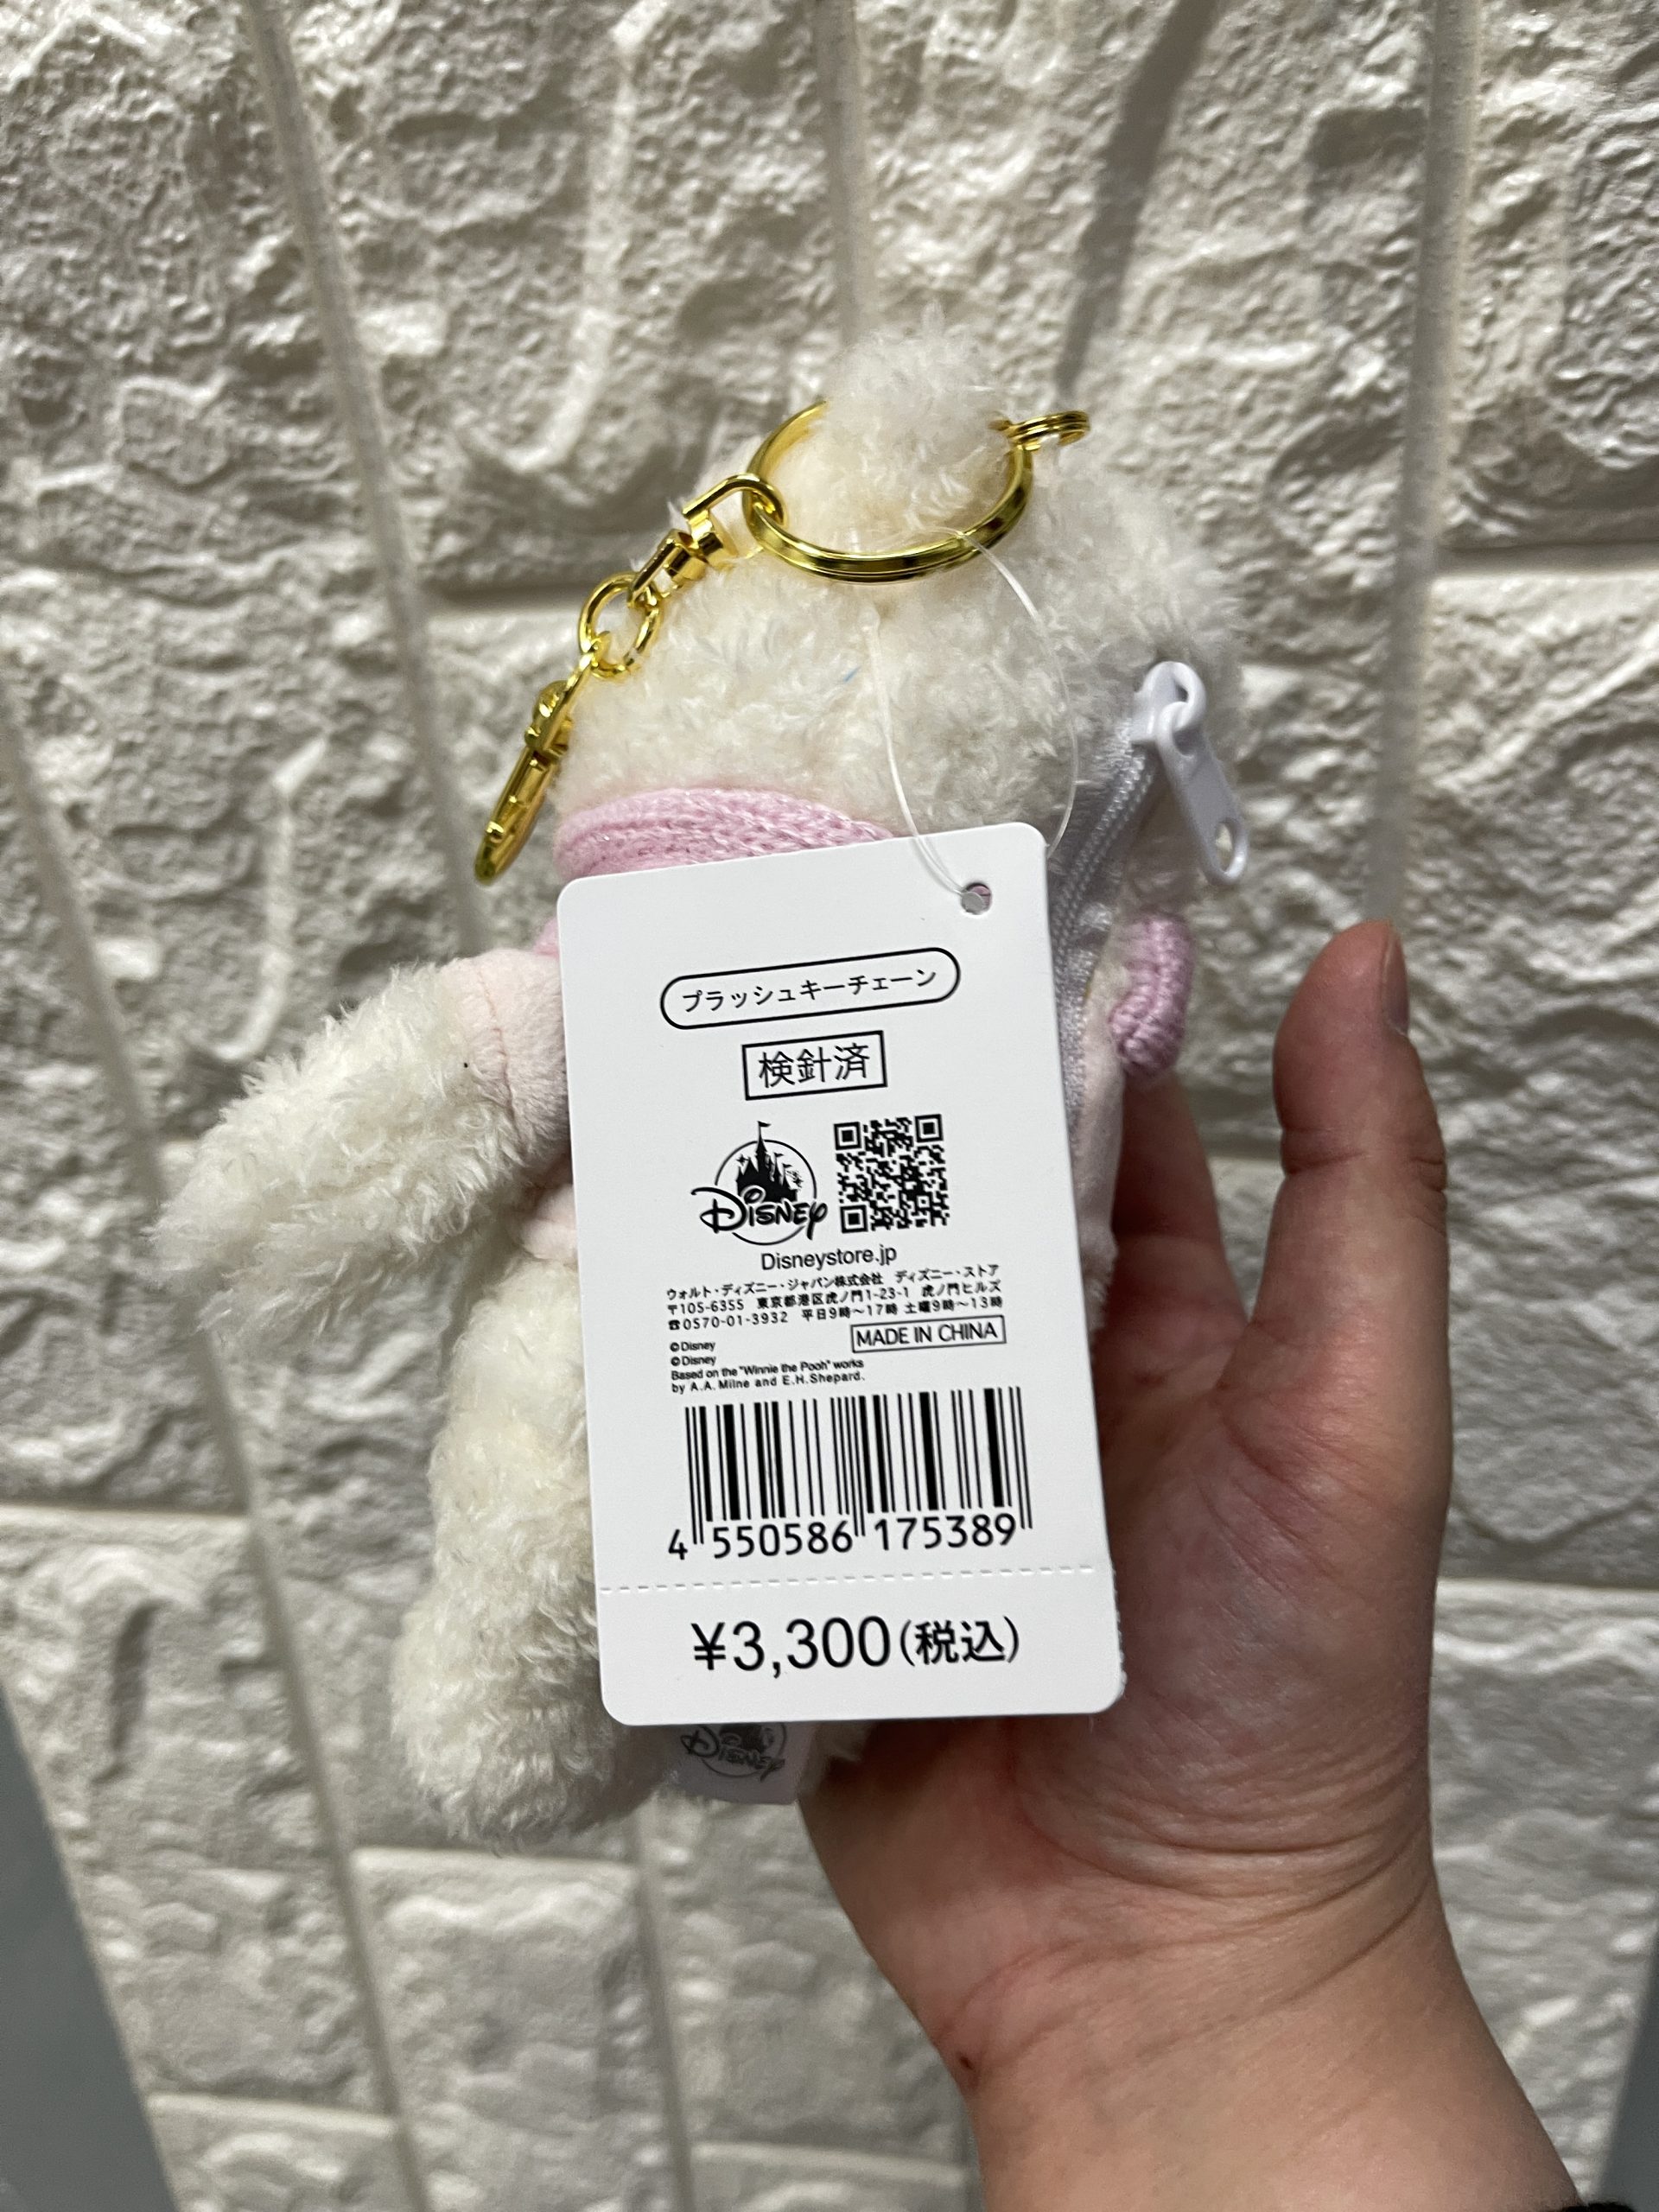 プラッシュキーチェーン
検針済
Disney
Disneystore.jp
ウォルト・ディズニー・ジャパン株式会社 ディズニー・ストア
〒105-6355 東京都港区虎ノ門1-23-1 虎ノ門ヒルズ
☎0570-01-3932 平日9時〜17時 土曜9時〜13時
MADE IN CHINA
©Disney
©Disney
Based on the "Winnie the Pooh" works
by A.A. Milne and E.H.Shepard.
4 550586 175389
¥3,300(税込)
Disney